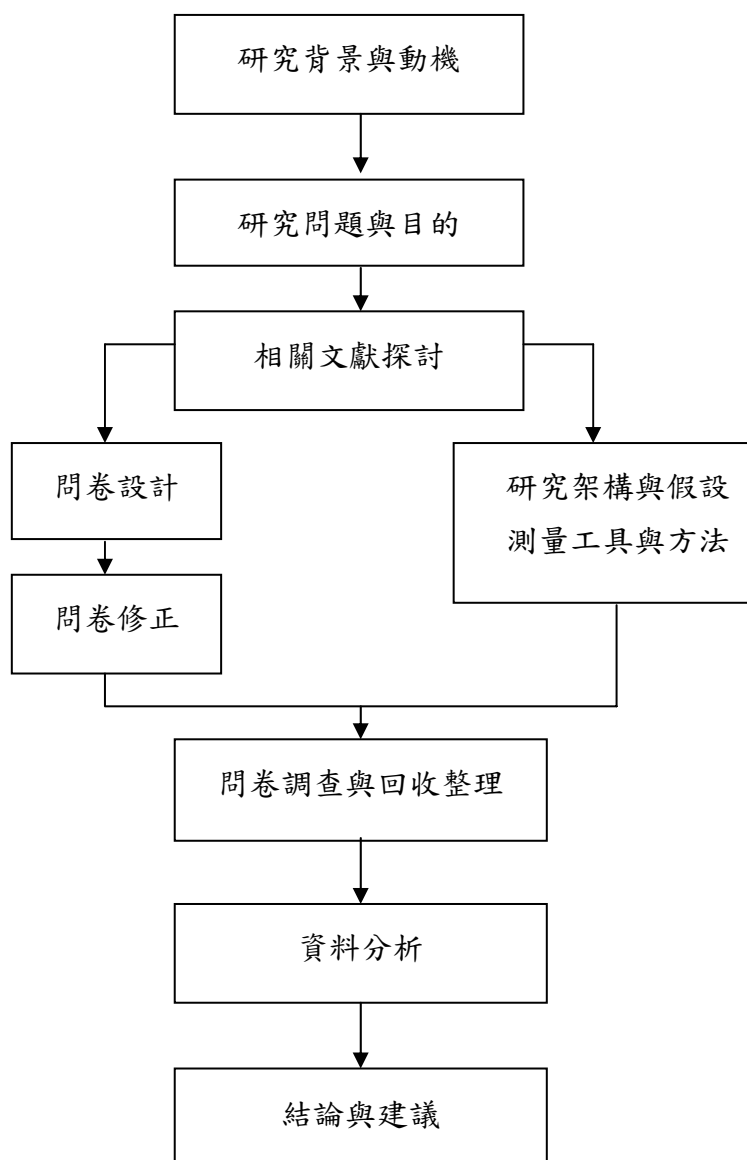 研究背景與動機
研究問題與目的
相關文獻探討
問卷設計
問卷修正
研究架構與假設
測量工具與方法
問卷調查與回收整理
資料分析
結論與建議